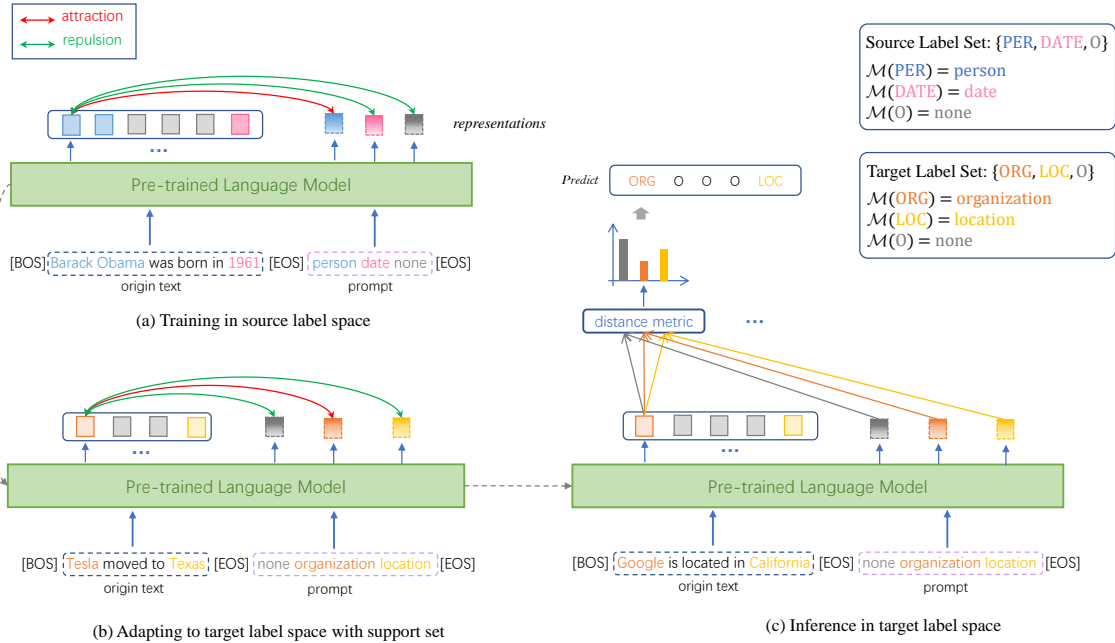 attraction
repulsion
representations
...
Pre-trained Language Model
[BOS] Barack Obama was born in 1961 [EOS] person date none [EOS]
origin text
prompt
(a) Training in source label space
...
Pre-trained Language Model
[BOS] Tesla moved to Texas [EOS] none organization location [EOS]
origin text
prompt
(b) Adapting to target label space with support set
Source Label Set: {PER, DATE, O}
ℳ(PER) = person
ℳ(DATE) = date
ℳ(O) = none
Target Label Set: {ORG, LOC, O}
ℳ(ORG) = organization
ℳ(LOC) = location
ℳ(O) = none
Predict
ORG O O O LOC
distance metric
...
...
Pre-trained Language Model
[BOS] Google is located in California [EOS] none organization location [EOS]
origin text
prompt
(c) Inference in target label space